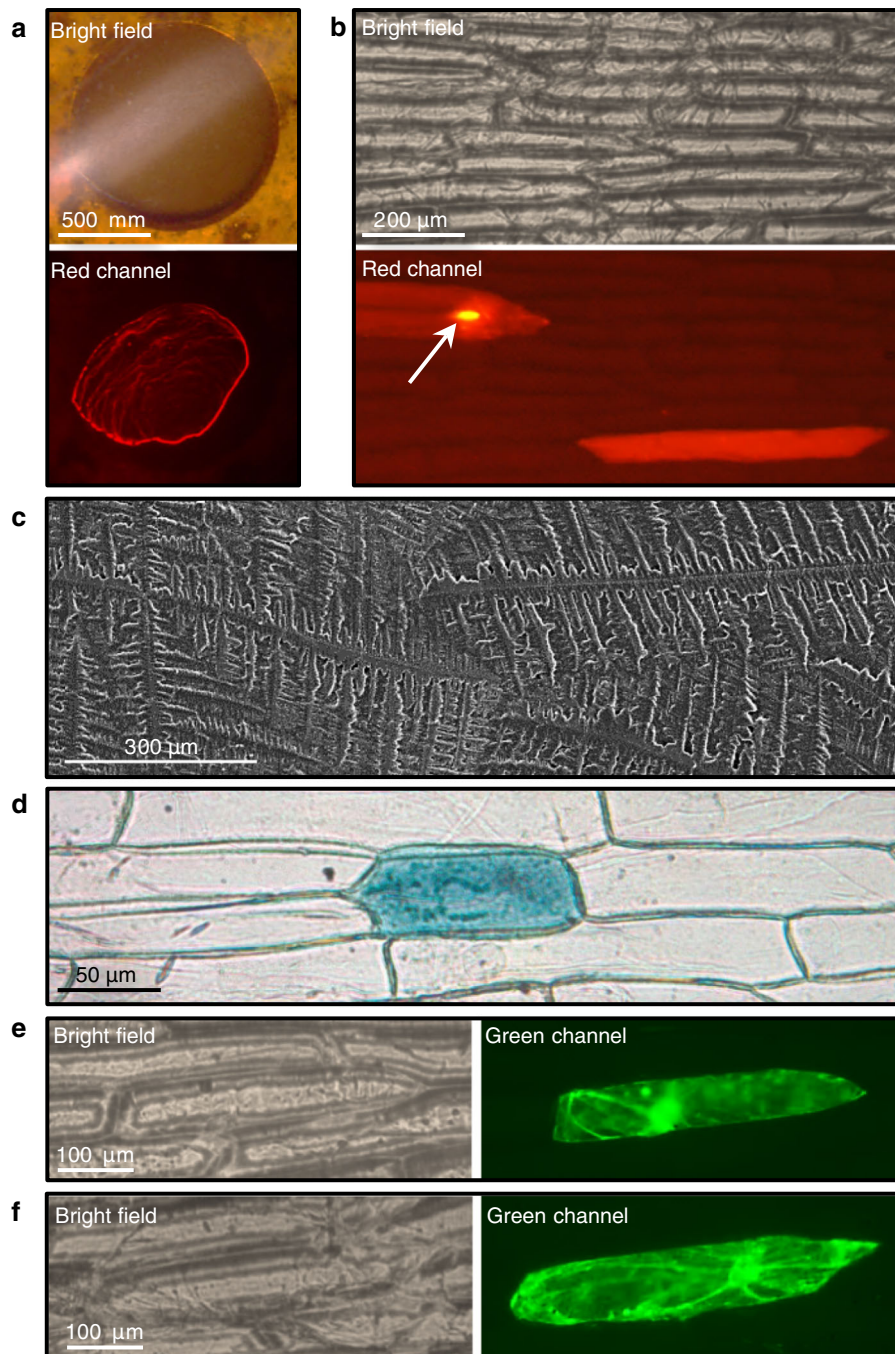 a
Bright field
500 mm
Red channel
b
Bright field
200 µm
Red channel
c
300 µm
d
50 µm
e
Bright field
100 µm
Green channel
f
Bright field
100 µm
Green channel